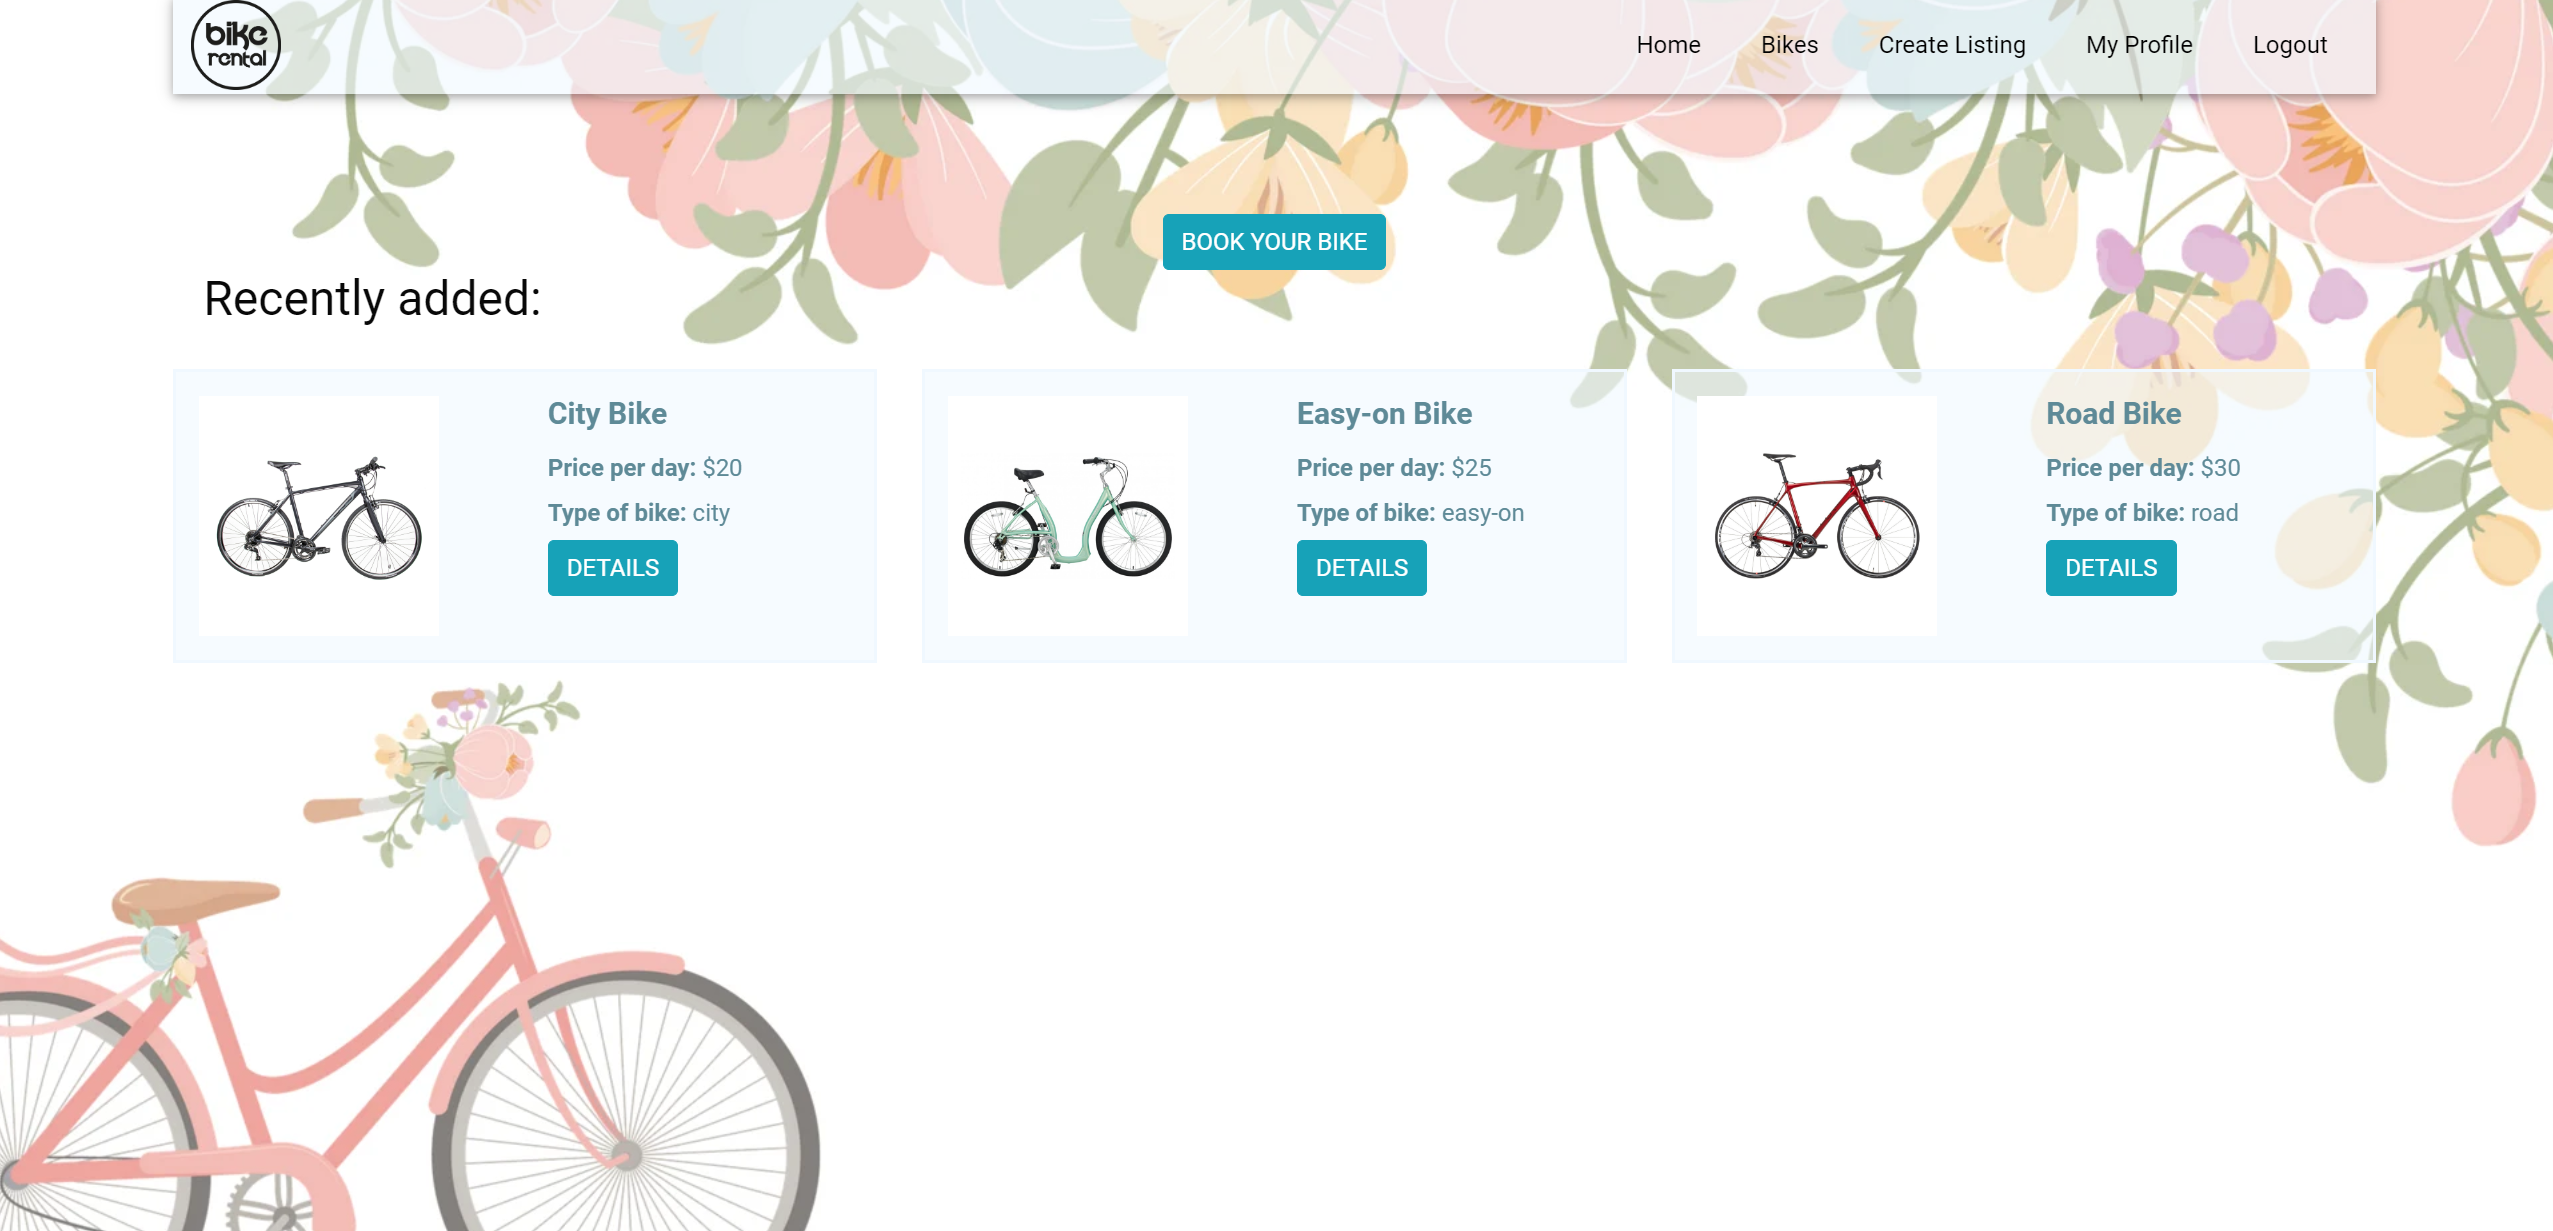 bike
rental
Home Bikes Create Listing My Profile Logout
BOOK YOUR BIKE
Recently added:
City Bike
Price per day: $20
Type of bike: city
DETAILS
Easy-on Bike
Price per day: $25
Type of bike: easy-on
DETAILS
Road Bike
Price per day: $30
Type of bike: road
DETAILS